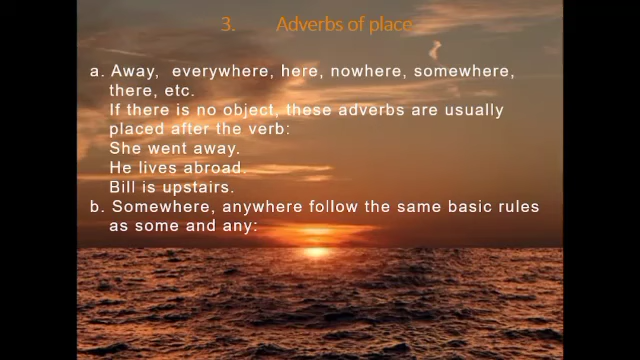 3. Adverbs of place
a. Away, everywhere, here, nowhere, somewhere,
there, etc.
If there is no object, these adverbs are usually
placed after the verb:
She went away.
He lives abroad.
Bill is upstairs.
b. Somewhere, anywhere follow the same basic rules
as some and any: